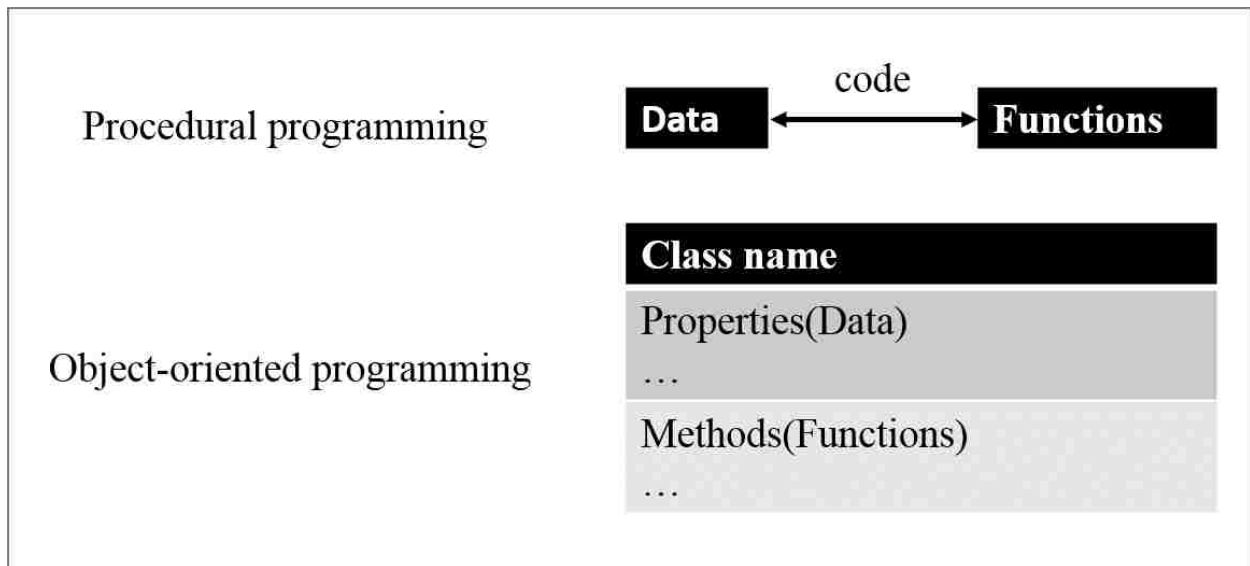 code
Procedural programming
Data
Functions
Class name
Properties(Data)
…
Object-oriented programming
Methods(Functions)
…